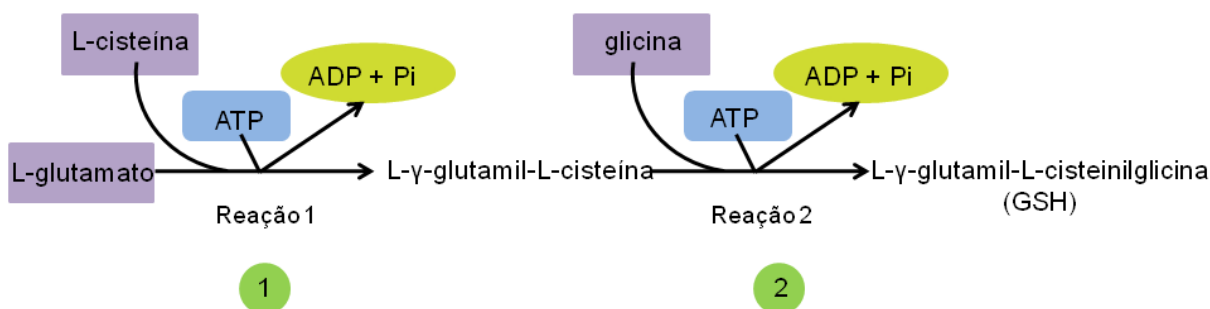 L-cisteína
glicina
ADP + Pi
ADP + Pi
ATP
ATP
L-glutamato
L-γ-glutamil-L-cisteína
L-γ-glutamil-L-cisteinilglicina
(GSH)
Reação 1
Reação 2
1
2